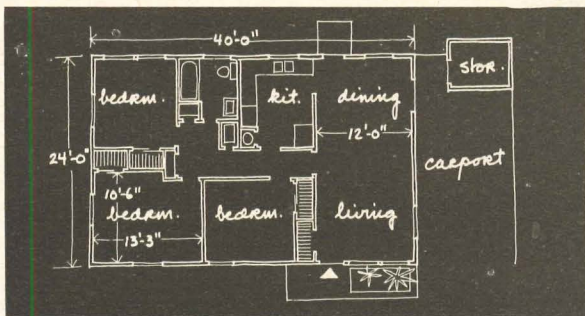 40'-0"
stor.
bedrm.
kit.
dining
12'-0"
24'-0"
carport
10'-6"
bedrm.
bedrm.
living
13'-3"